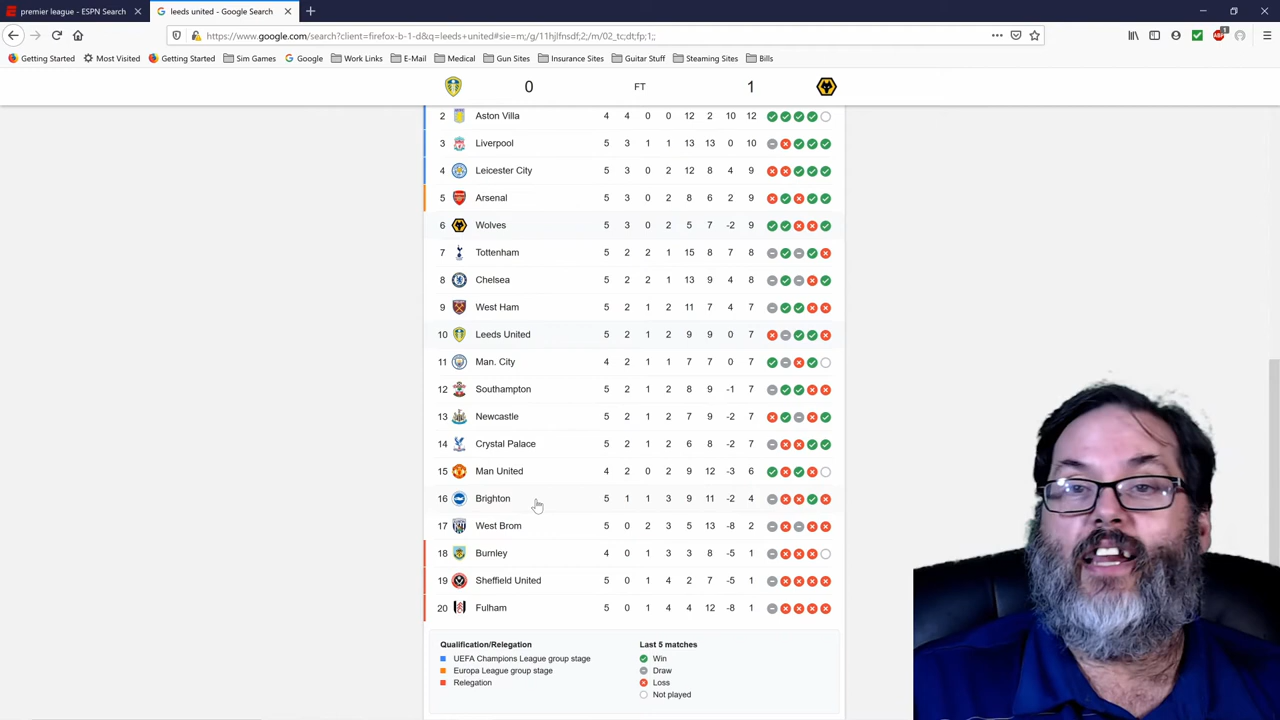 premier league - ESPN Search
leeds united - Google Search
https://www.google.com/search?client=firefox-b-1-d&q=leeds+united#sie=m;/g/11hjlfnsdf;2;/m/02_tc;dt;fp;1;;
Getting Started Most Visited Getting Started Sim Games Google Work Links E-Mail Medical Gun Sites Insurance Sites Guitar Stuff Steaming Sites Bills
0 FT 1
2 Aston Villa 4 4 0 0 12 2 10 12
3 Liverpool 5 3 1 1 13 13 0 10
4 Leicester City 5 3 0 2 12 8 4 9
5 Arsenal 5 3 0 2 8 6 2 9
6 Wolves 5 3 0 2 5 7 -2 9
7 Tottenham 5 2 2 1 15 8 7 8
8 Chelsea 5 2 2 1 13 9 4 8
9 West Ham 5 2 1 2 11 7 4 7
10 Leeds United 5 2 1 2 9 9 0 7
11 Man. City 4 2 1 1 7 7 0 7
12 Southampton 5 2 1 2 8 9 -1 7
13 Newcastle 5 2 1 2 7 9 -2 7
14 Crystal Palace 5 2 1 2 6 8 -2 7
15 Man United 4 2 0 2 9 12 -3 6
16 Brighton 5 1 1 3 9 11 -2 4
17 West Brom 5 0 2 3 5 13 -8 2
18 Burnley 4 0 1 3 3 8 -5 1
19 Sheffield United 5 0 1 4 2 7 -5 1
20 Fulham 5 0 1 4 4 12 -8 1
Qualification/Relegation
UEFA Champions League group stage
Europa League group stage
Relegation
Last 5 matches
Win
Draw
Loss
Not played